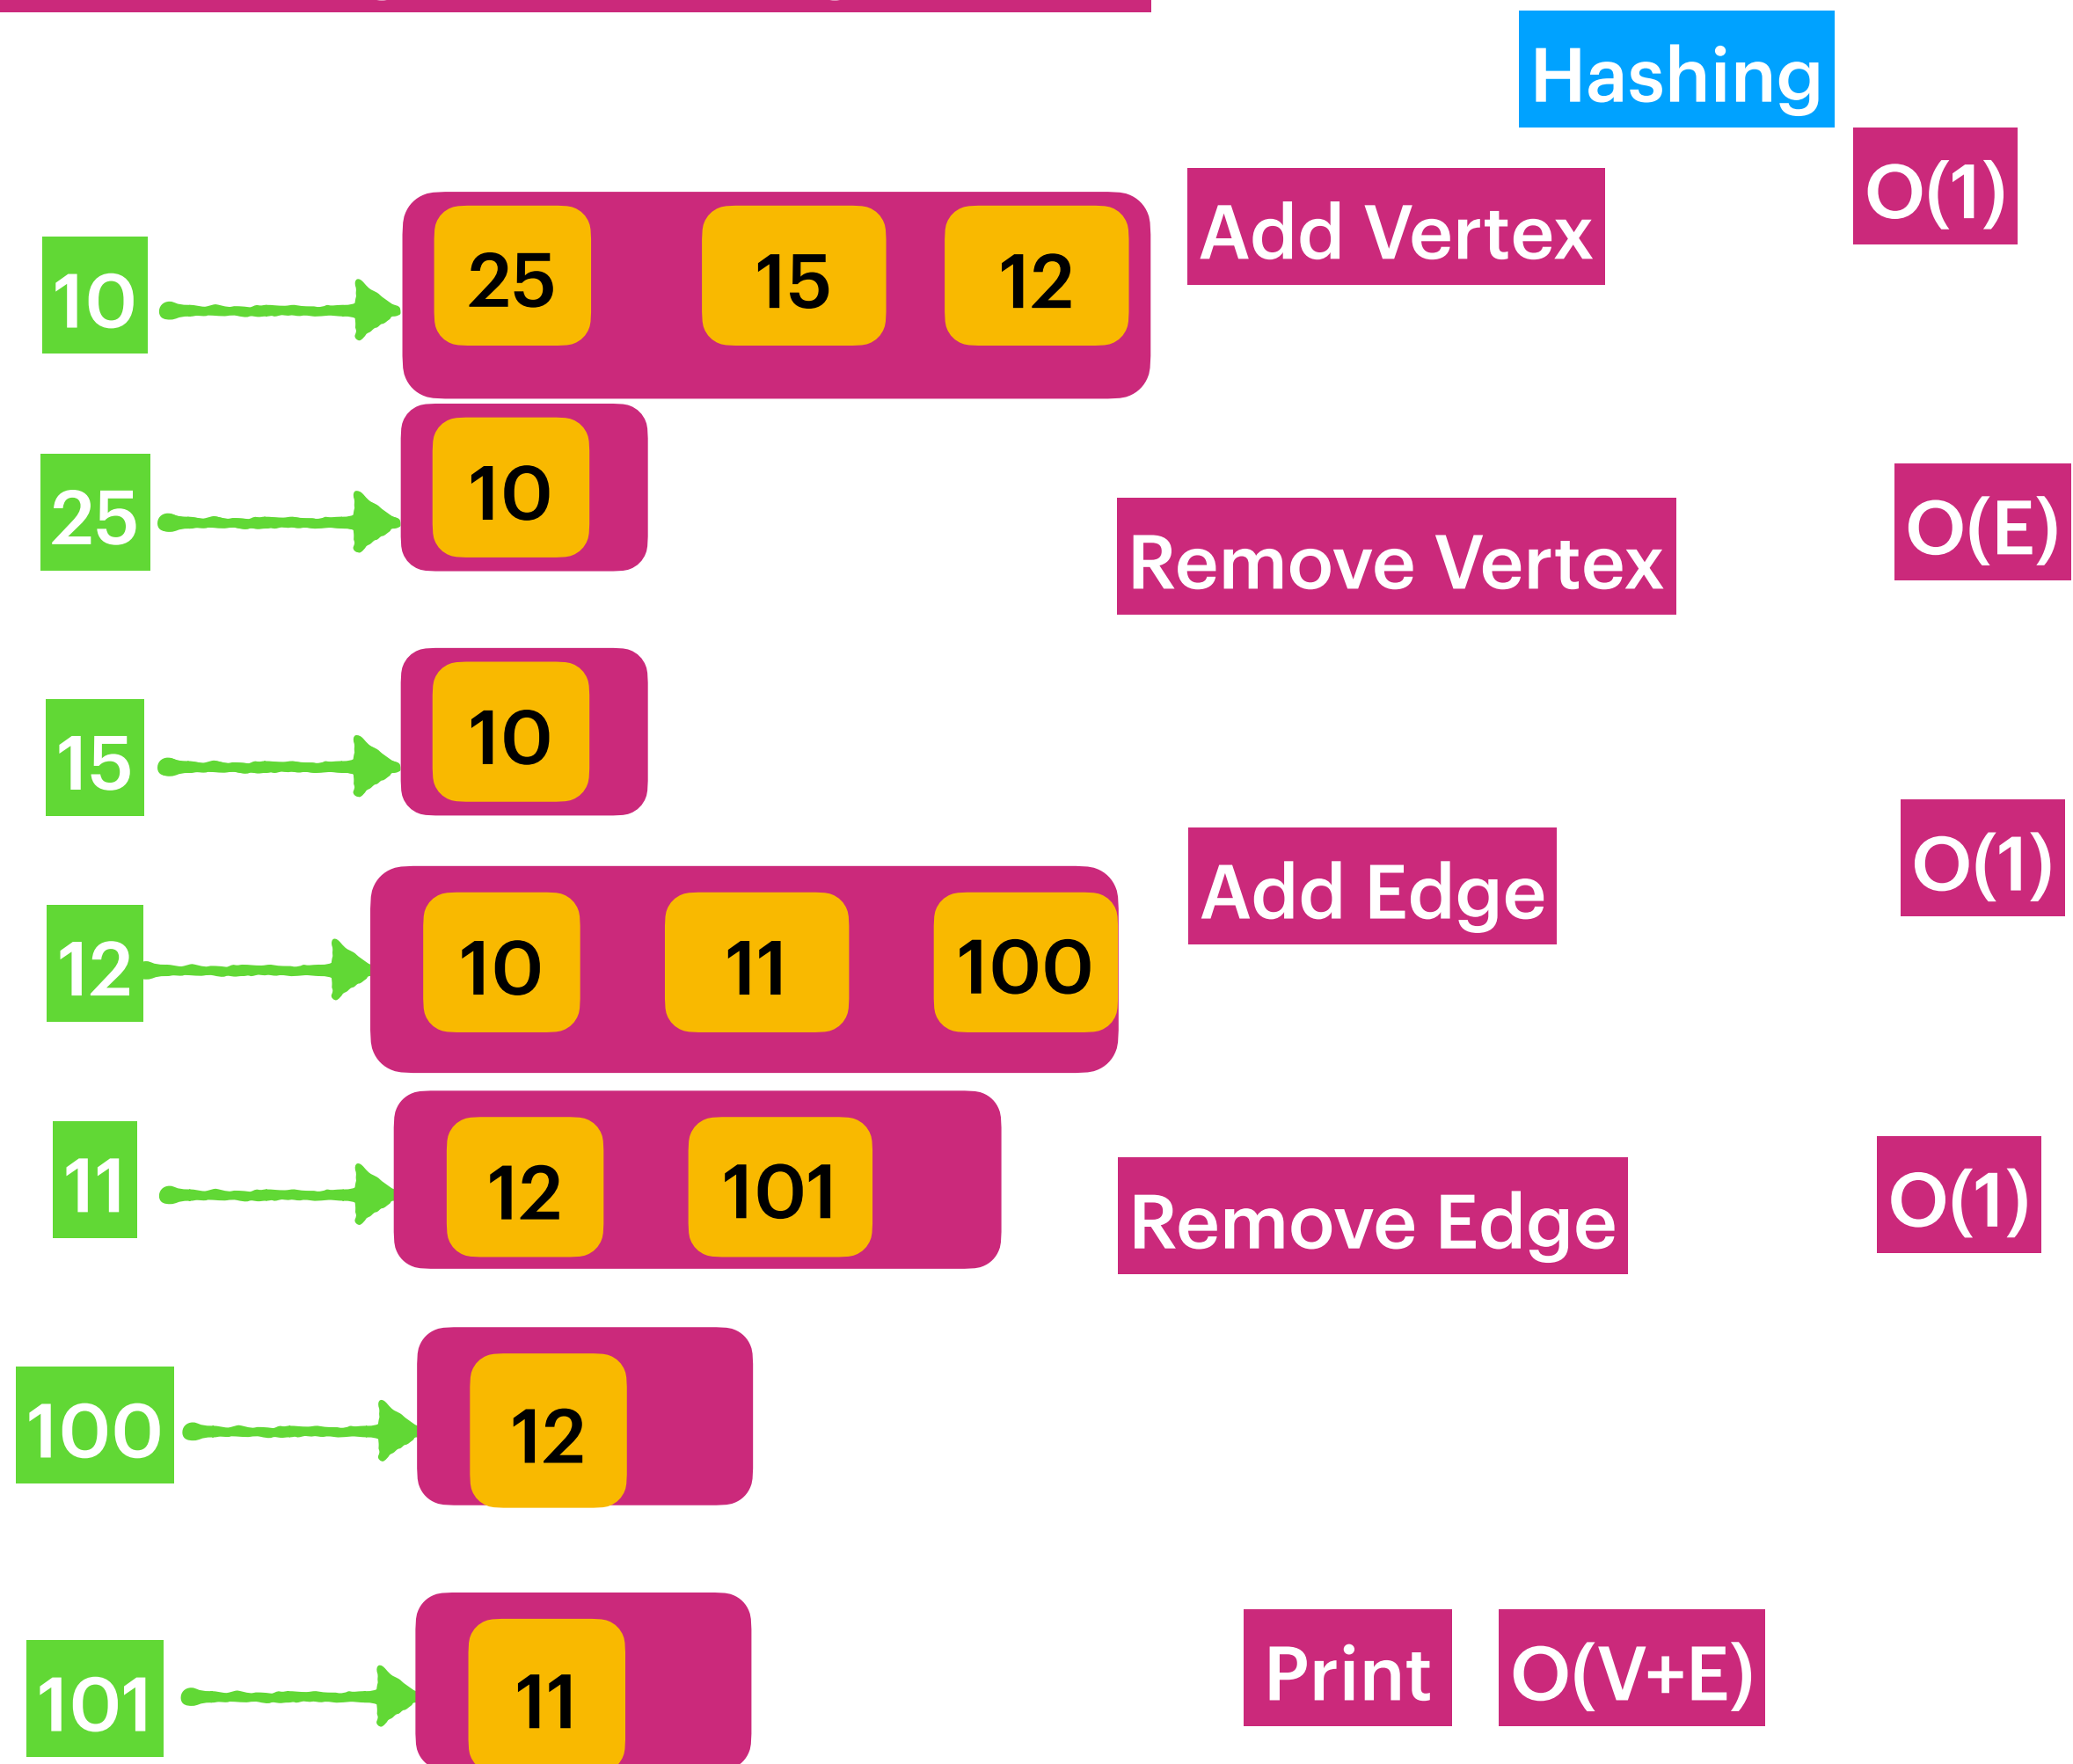 Hashing
O(1)
Add Vertex
10
25 15 12
25
10
Remove Vertex
O(E)
15
10
Add Edge
O(1)
12
10 11 100
11
12 101
Remove Edge
O(1)
100
12
101
11
Print O(V+E)